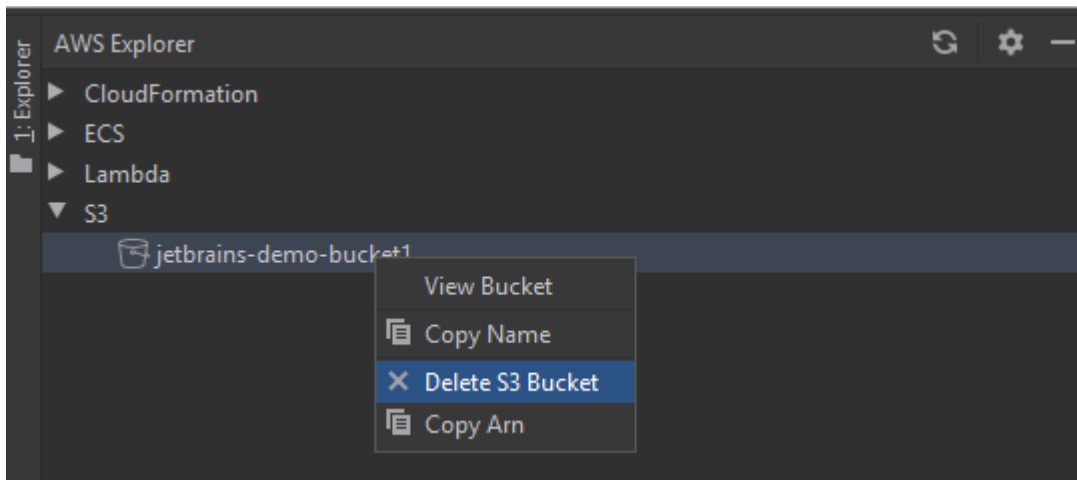 AWS Explorer
1: Explorer
CloudFormation
ECS
Lambda
S3
jetbrains-demo-bucket1
View Bucket
Copy Name
Delete S3 Bucket
Copy Arn